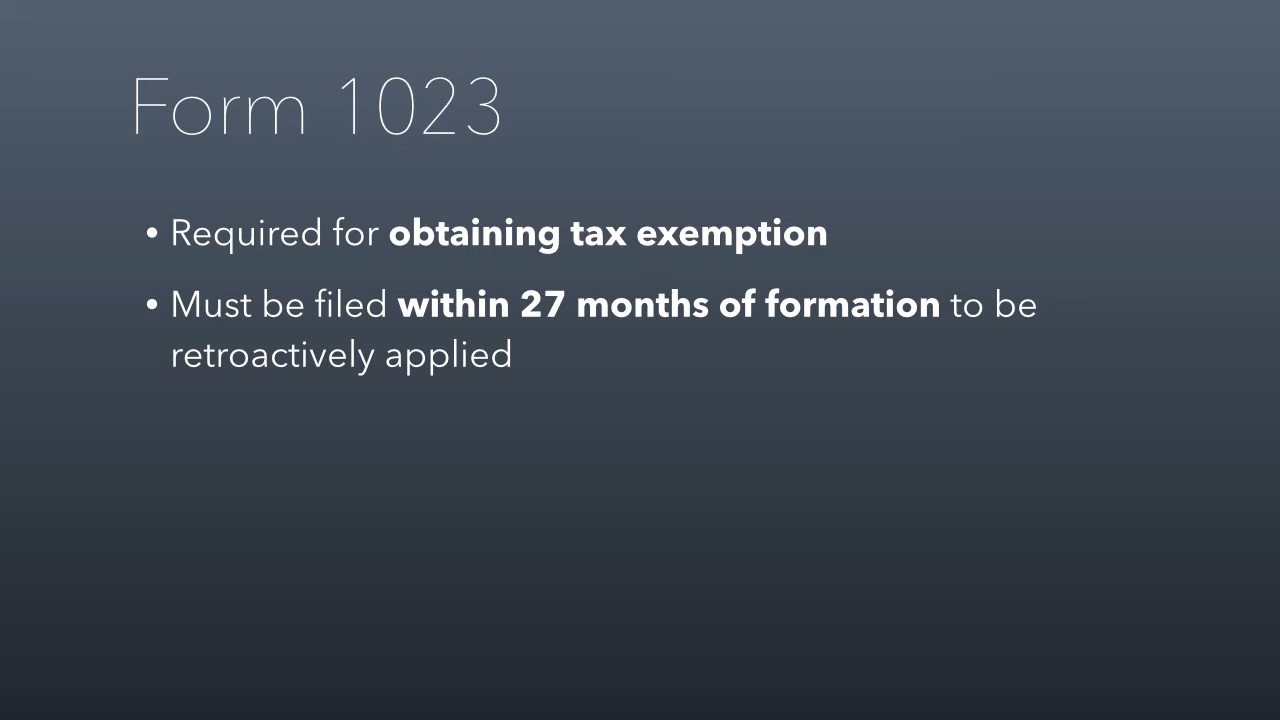 Form 1023
• Required for obtaining tax exemption
• Must be filed within 27 months of formation to be
retroactively applied